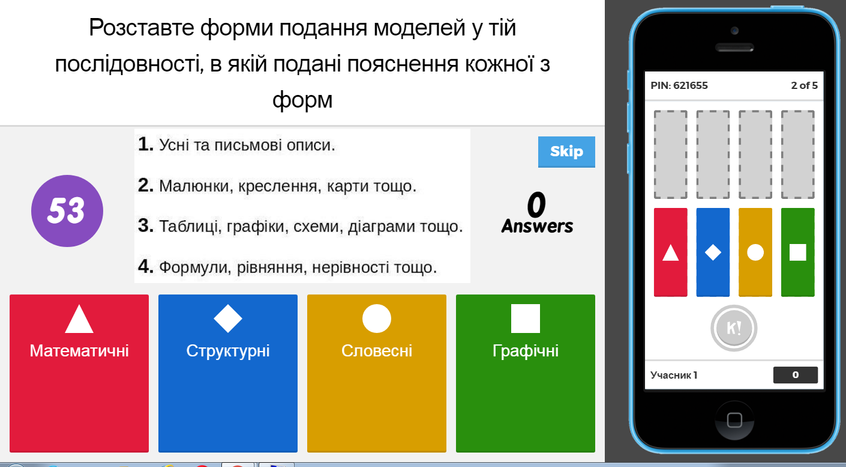 Розставте форми подання моделей у тій
послідовності, в якій подані пояснення кожної з
форм
1. Усні та письмові описи.
2. Малюнки, креслення, карти тощо.
3. Таблиці, графіки, схеми, діаграми тощо.
4. Формули, рівняння, нерівності тощо.
53
Skip
0
Answers
Математичні
Структурні
Словесні
Графічні
PIN: 621655 2 of 5
K!
Учасник 1 0